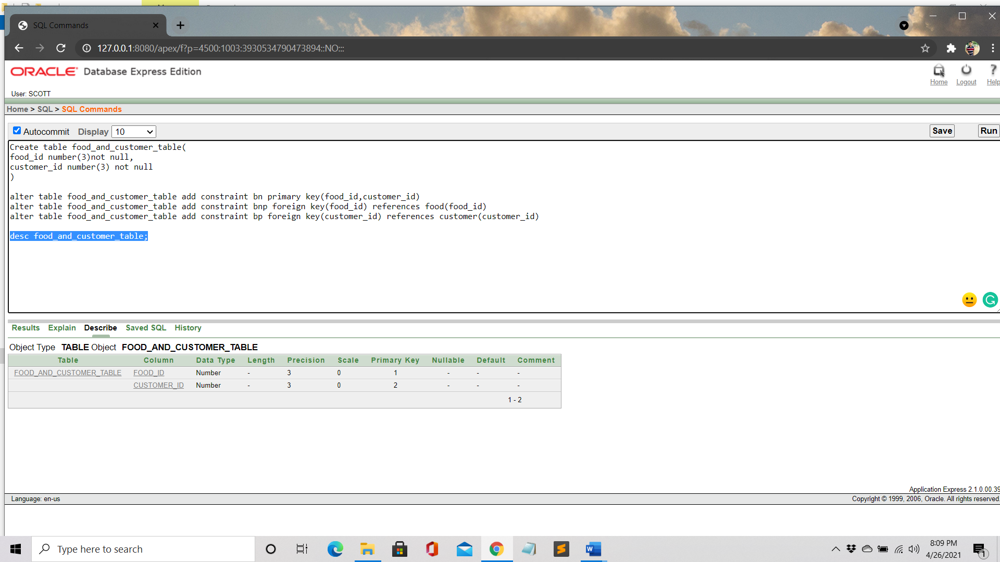 SQL Commands
127.0.0.1:8080/apex/f?p=4500:1003:3930534790473894::NO:::
ORACLE Database Express Edition
Home Logout Help
User: SCOTT
Home > SQL > SQL Commands
Autocommit Display 10 Save Run
Create table food_and_customer_table(
food_id number(3)not null,
customer_id number(3) not null
)
alter table food_and_customer_table add constraint bn primary key(food_id,customer_id)
alter table food_and_customer_table add constraint bnp foreign key(food_id) references food(food_id)
alter table food_and_customer_table add constraint bp foreign key(customer_id) references customer(customer_id)
desc food_and_customer_table;
Results Explain Describe Saved SQL History
Object Type TABLE Object FOOD_AND_CUSTOMER_TABLE
Table Column Data Type Length Precision Scale Primary Key Nullable Default Comment
FOOD_AND_CUSTOMER_TABLE FOOD_ID Number - 3 0 1 - - -
CUSTOMER_ID Number - 3 0 2 - - -
1 - 2
Application Express 2.1.0.00.39
Language: en-us Copyright © 1999, 2006, Oracle. All rights reserved.
Type here to search
8:09 PM
4/26/2021
1